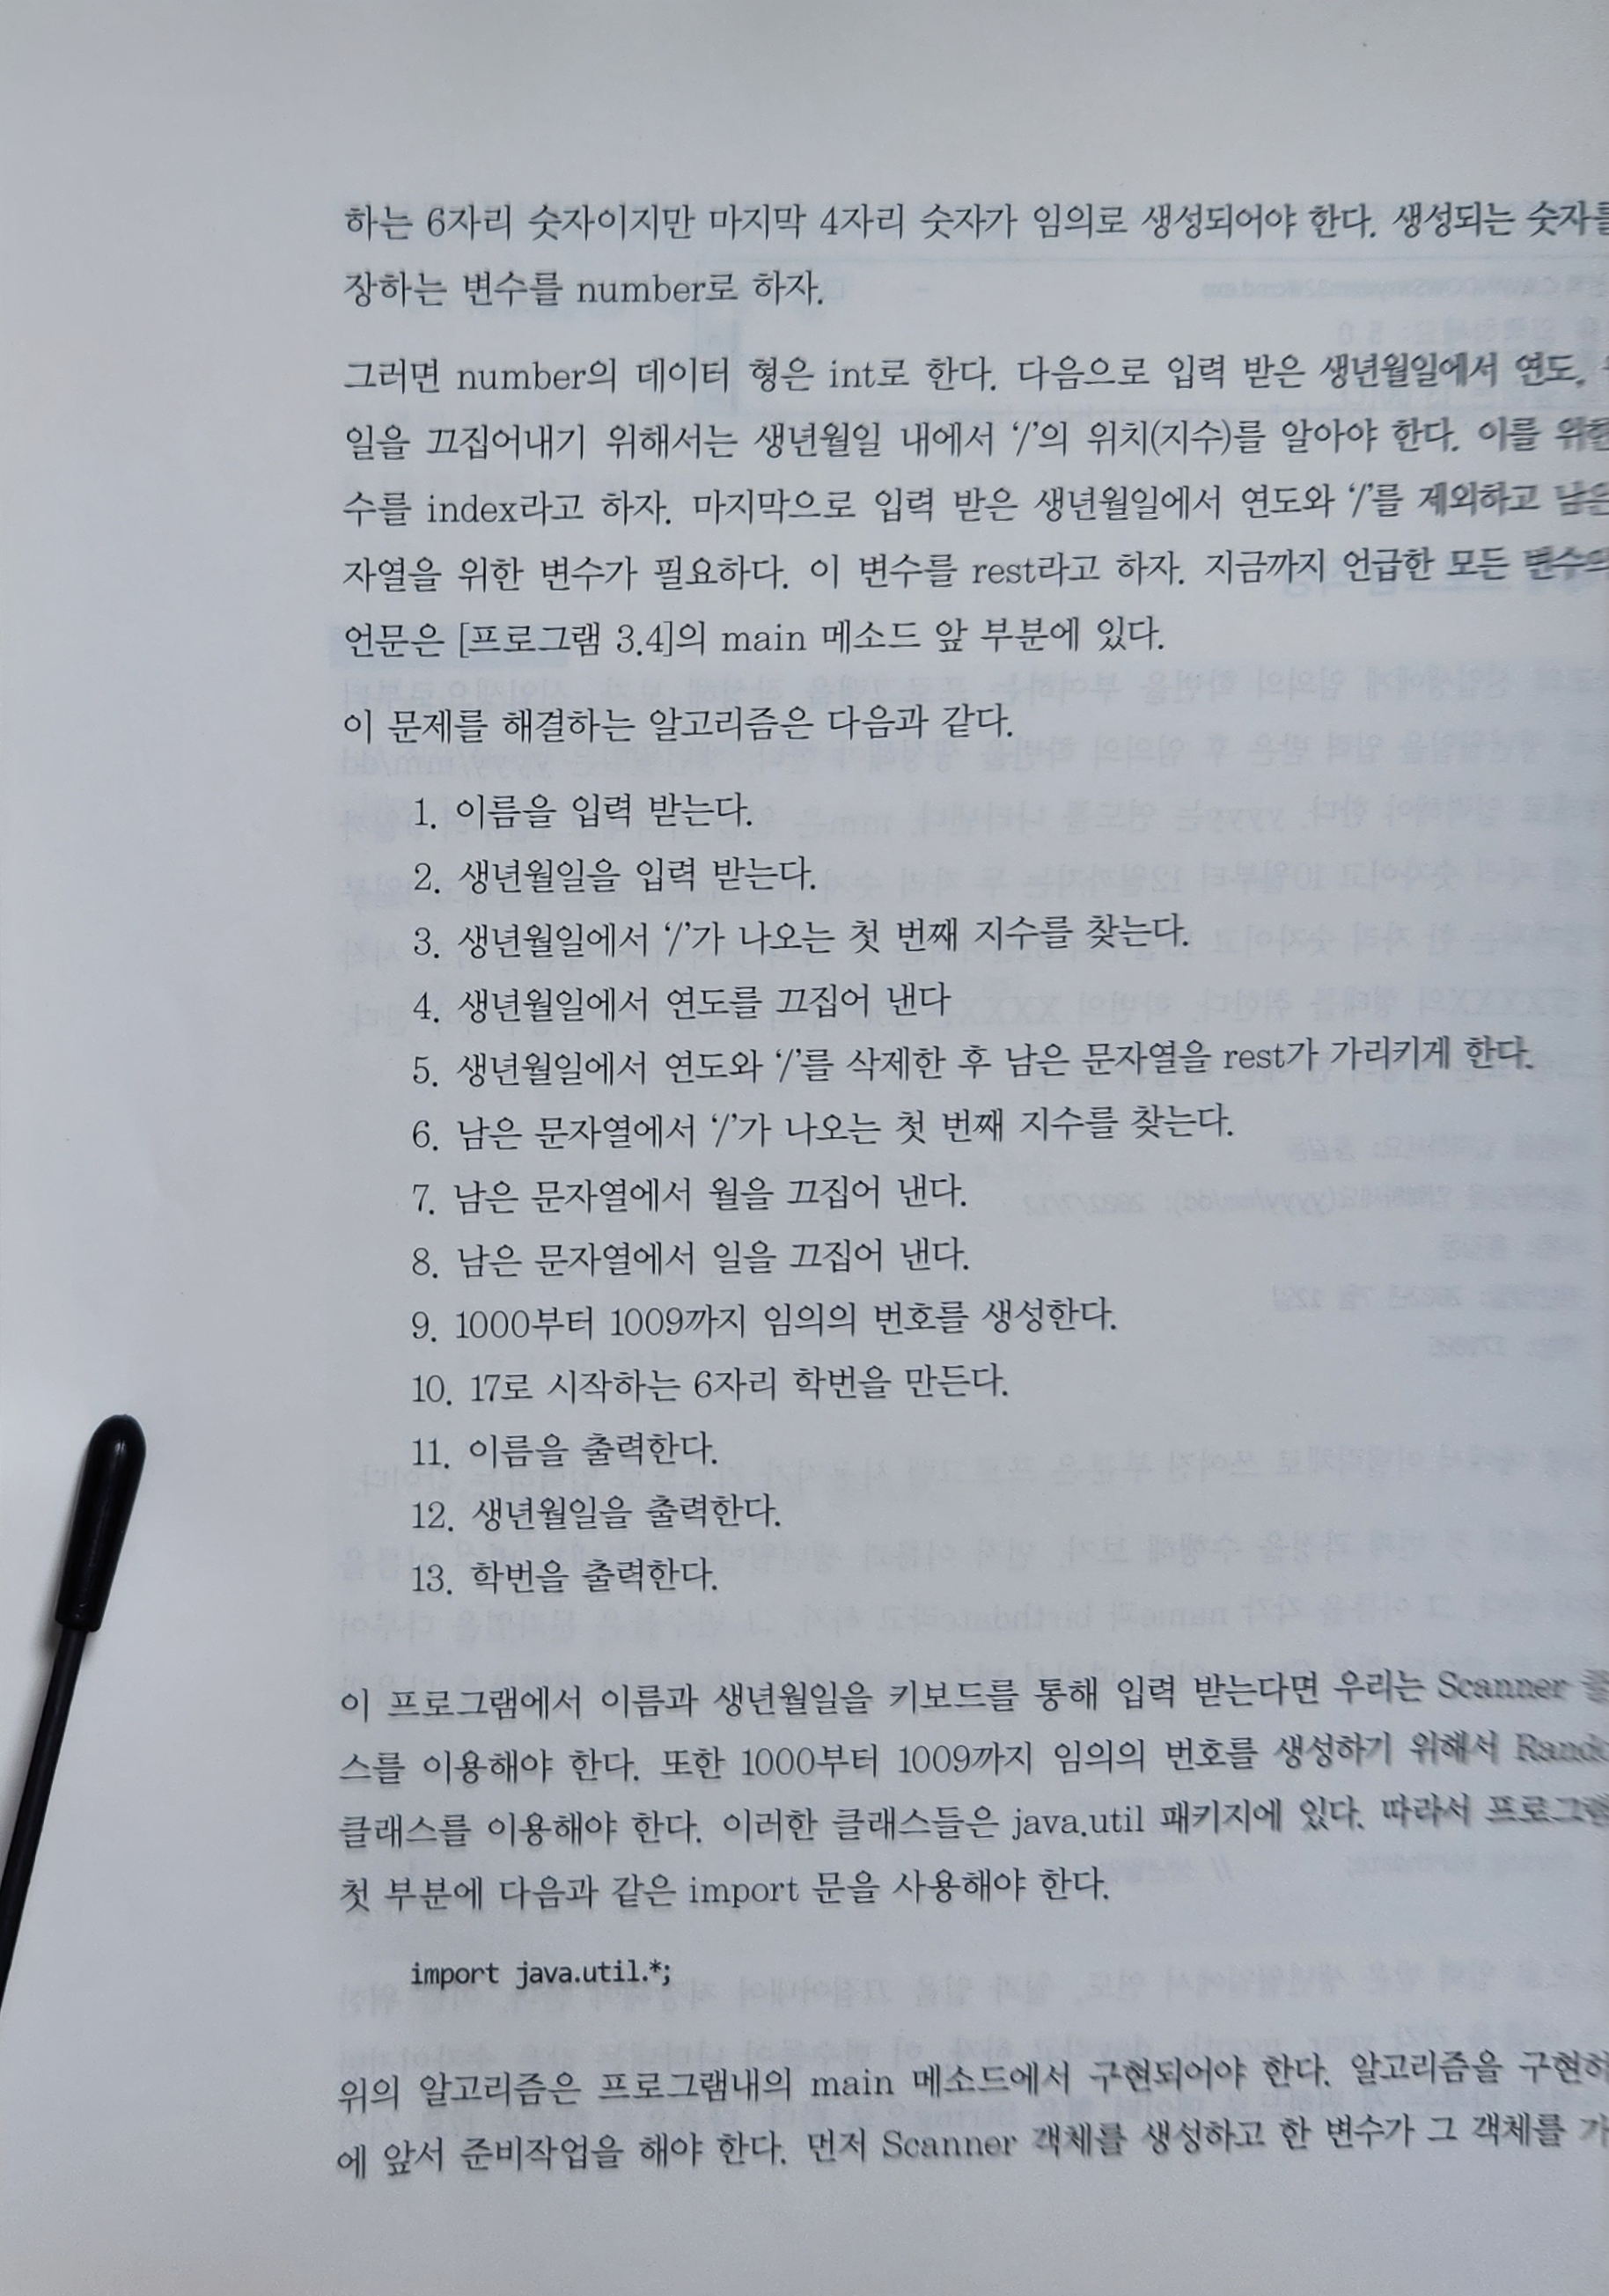 하는 6자리 숫자이지만 마지막 4자리 숫자가 임의로 생성되어야 한다. 생성되는 숫자를
장하는 변수를 number로 하자.
그러면 number의 데이터 형은 int로 한다. 다음으로 입력 받은 생년월일에서 연도,
일을 끄집어내기 위해서는 생년월일 내에서 ‘/’의 위치(지수)를 알아야 한다. 이를 위한
수를 index라고 하자. 마지막으로 입력 받은 생년월일에서 연도와 ‘/’를 제외하고 남은
자열을 위한 변수가 필요하다. 이 변수를 rest라고 하자. 지금까지 언급한 모든 변수의
언문은 [프로그램 3.4]의 main 메소드 앞 부분에 있다.
이 문제를 해결하는 알고리즘은 다음과 같다.
1. 이름을 입력 받는다.
2. 생년월일을 입력 받는다.
3. 생년월일에서 ‘/’가 나오는 첫 번째 지수를 찾는다.
4. 생년월일에서 연도를 끄집어 낸다
5. 생년월일에서 연도와 ‘/’를 삭제한 후 남은 문자열을 rest가 가리키게 한다.
6. 남은 문자열에서 ‘/’가 나오는 첫 번째 지수를 찾는다.
7. 남은 문자열에서 월을 끄집어 낸다.
8. 남은 문자열에서 일을 끄집어 낸다.
9. 1000부터 1009까지 임의의 번호를 생성한다.
10. 17로 시작하는 6자리 학번을 만든다.
11. 이름을 출력한다.
12. 생년월일을 출력한다.
13. 학번을 출력한다.
이 프로그램에서 이름과 생년월일을 키보드를 통해 입력 받는다면 우리는 Scanner 클
스를 이용해야 한다. 또한 1000부터 1009까지 임의의 번호를 생성하기 위해서
클래스를 이용해야 한다. 이러한 클래스들은 java.util 패키지에 있다. 따라서 프로그램
첫 부분에 다음과 같은 import 문을 사용해야 한다.
import java.util.*;
위의 알고리즘은 프로그램내의 main 메소드에서 구현되어야 한다. 알고리즘을 구현하
에 앞서 준비작업을 해야 한다. 먼저 Scanner 객체를 생성하고 한 변수가 그 객체를 가